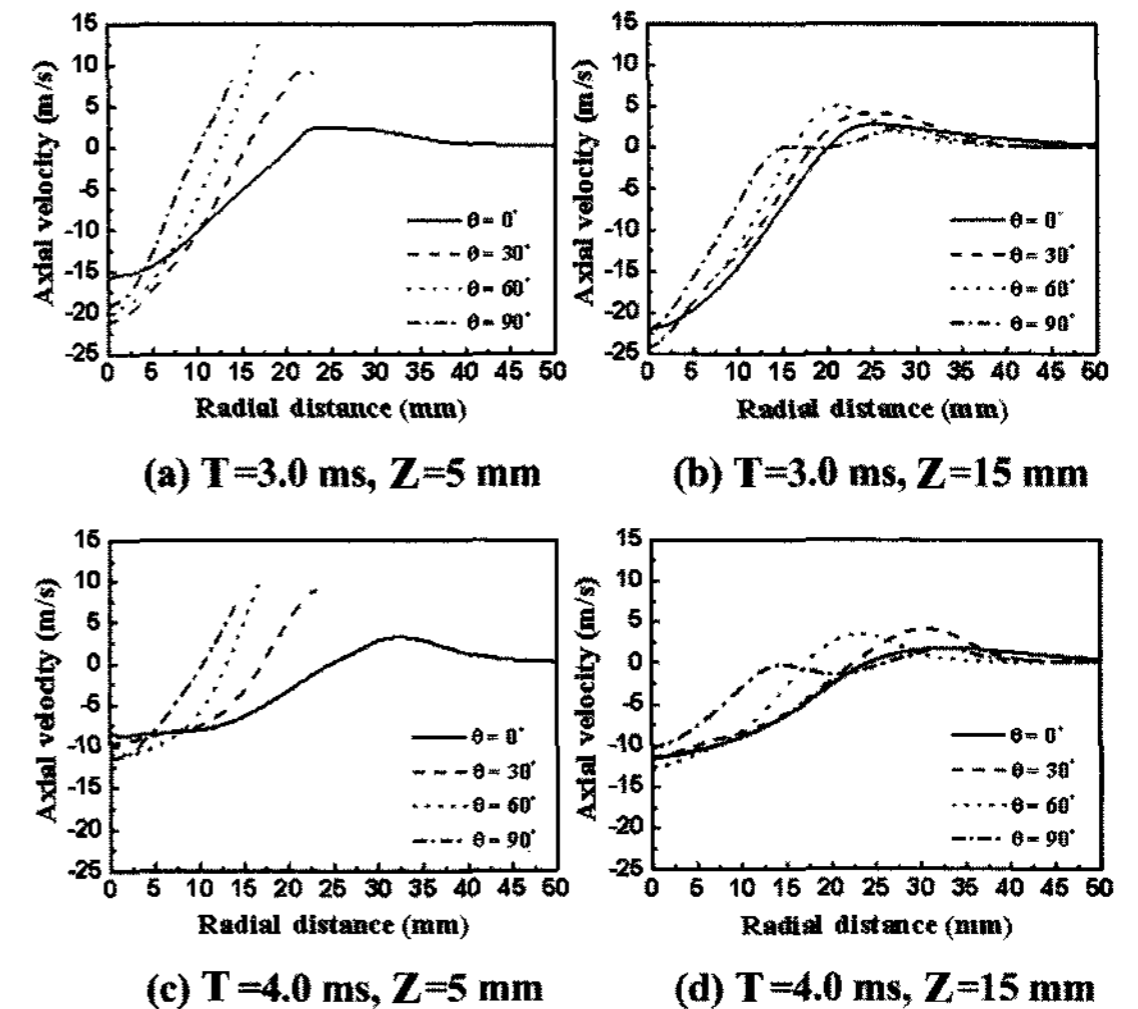 15
10
5
0
-5
-10
-15
-20
-25
Axial velocity (m/s)
θ = 0°
θ = 30°
θ = 60°
θ = 90°
0 5 10 15 20 25 30 35 40 45 50
Radial distance (mm)
(a) T=3.0 ms, Z=5 mm
15
10
5
0
-5
-10
-15
-20
-25
Axial velocity (m/s)
θ = 0°
θ = 30°
θ = 60°
θ = 90°
0 5 10 15 20 25 30 35 40 45 50
Radial distance (mm)
(b) T=3.0 ms, Z=15 mm
15
10
5
0
-5
-10
-15
-20
-25
Axial velocity (m/s)
θ = 0°
θ = 30°
θ = 60°
θ = 90°
0 5 10 15 20 25 30 35 40 45 50
Radial distance (mm)
(c) T=4.0 ms, Z=5 mm
15
10
5
0
-5
-10
-15
-20
-25
Axial velocity (m/s)
θ = 0°
θ = 30°
θ = 60°
θ = 90°
0 5 10 15 20 25 30 35 40 45 50
Radial distance (mm)
(d) T=4.0 ms, Z=15 mm